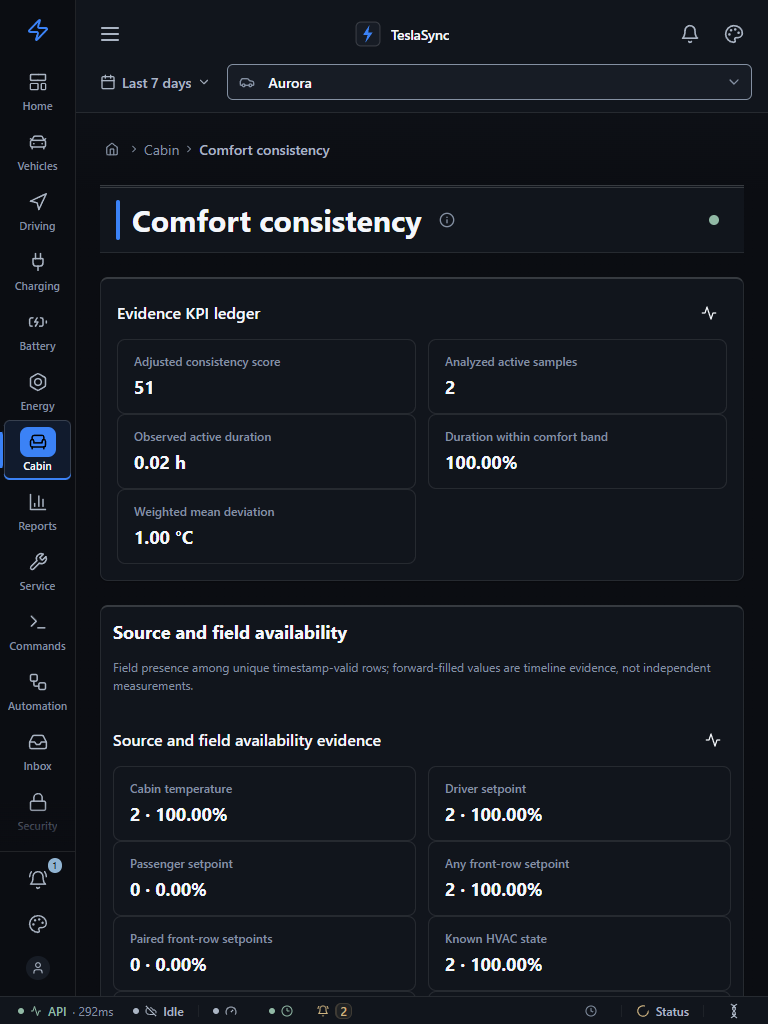 TeslaSync
Last 7 days
Aurora
Home
Vehicles
Driving
Charging
Battery
Energy
Cabin
Reports
Service
Commands
Automation
Inbox
Security
1
Cabin
Comfort consistency
Comfort consistency
Evidence KPI ledger
Adjusted consistency score
51
Analyzed active samples
2
Observed active duration
0.02 h
Duration within comfort band
100.00%
Weighted mean deviation
1.00 °C
Source and field availability
Field presence among unique timestamp-valid rows; forward-filled values are timeline evidence, not independent
measurements.
Source and field availability evidence
Cabin temperature
2 · 100.00%
Driver setpoint
2 · 100.00%
Passenger setpoint
0 · 0.00%
Any front-row setpoint
2 · 100.00%
Paired front-row setpoints
0 · 0.00%
Known HVAC state
2 · 100.00%
API · 292ms
Idle
2
Status